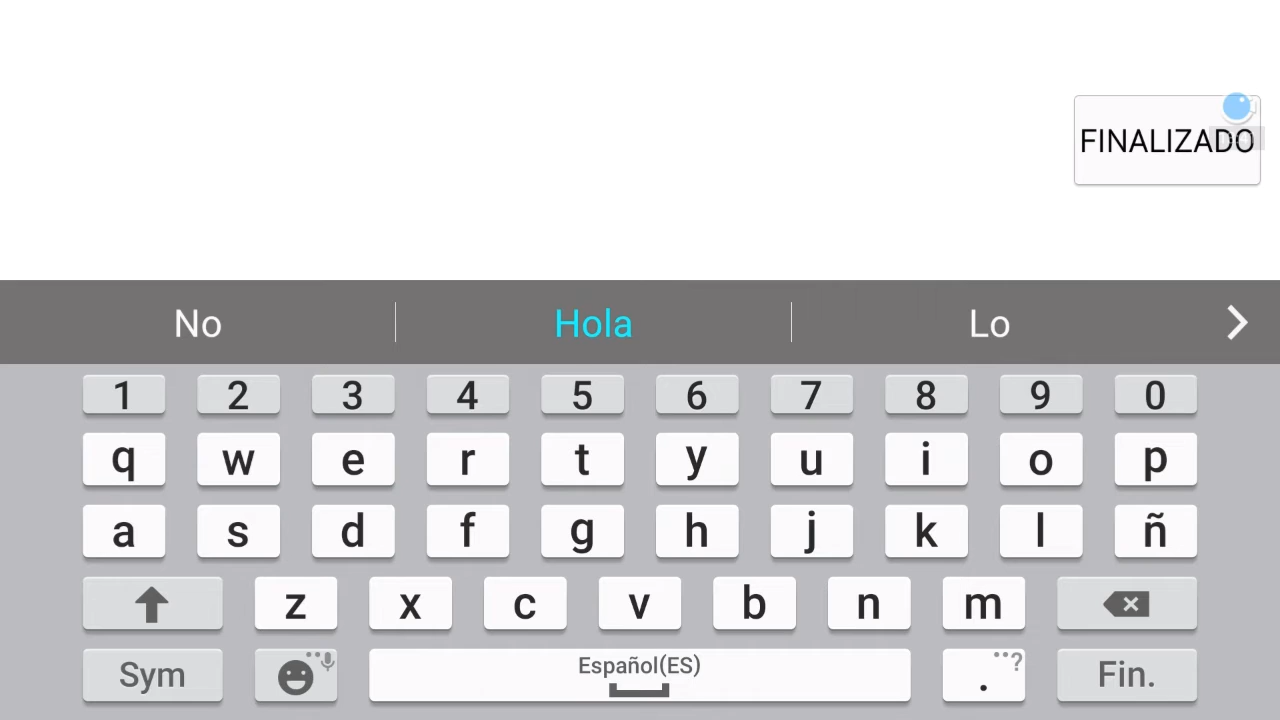 FINALIZADO
No Hola Lo
1 2 3 4 5 6 7 8 9 0
q w e r t y u i o p
a s d f g h j k l ñ
z x c v b n m
Sym Español(ES) . ? Fin.